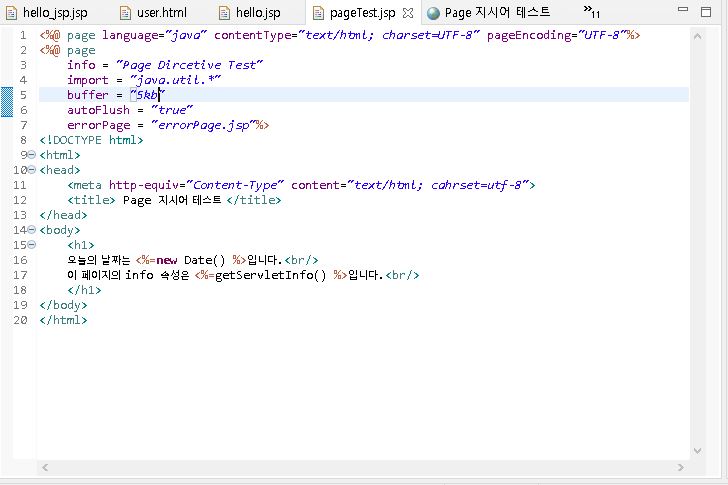 hello_jsp.jsp user.html hello.jsp pageTest.jsp Page 지시어 테스트 »11
1 <%@ page language="java" contentType="text/html; charset=UTF-8" pageEncoding="UTF-8"%>
2 <%@ page
3 info = "Page Dircetive Test"
4 import = "java.util.*"
5 buffer = "5kb"
6 autoFlush = "true"
7 errorPage = "errorPage.jsp"%>
8 <!DOCTYPE html>
9 <html>
10 <head>
11 <meta http-equiv="Content-Type" content="text/html; cahrset=utf-8">
12 <title> Page 지시어 테스트 </title>
13 </head>
14 <body>
15 <h1>
16 오늘의 날짜는 <%=new Date() %>입니다.<br/>
17 이 페이지의 info 속성은 <%=getServletInfo() %>입니다.<br/>
18 </h1>
19 </body>
20 </html>